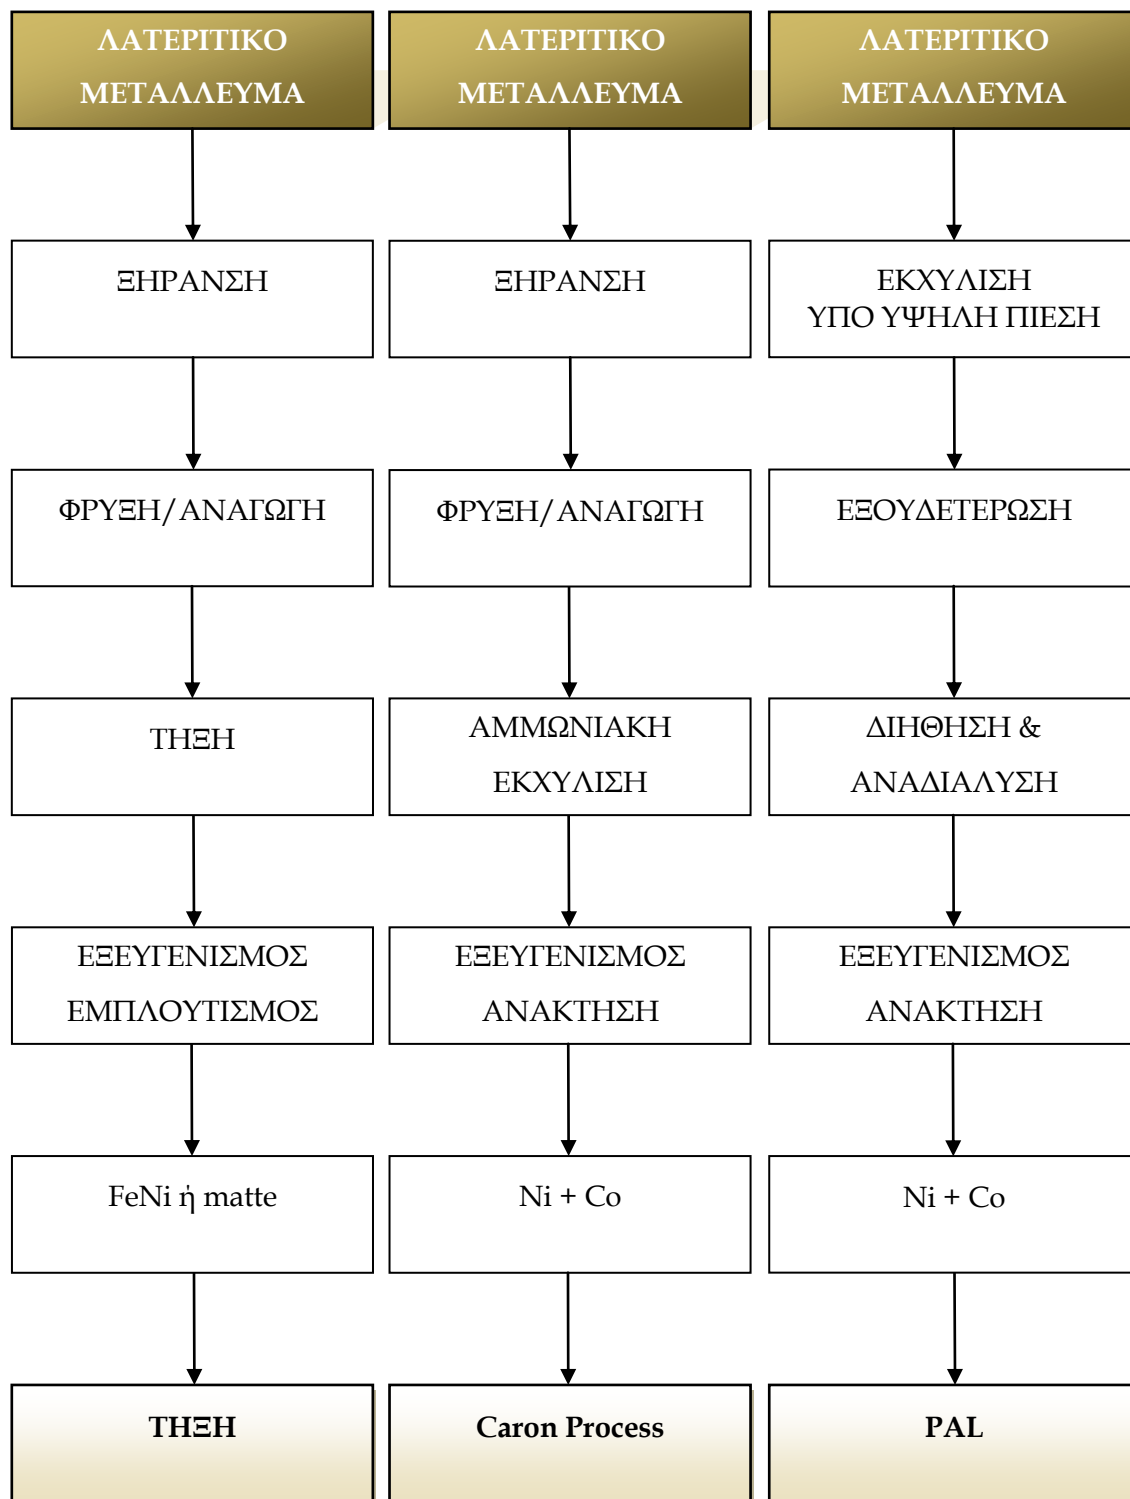 ΛΑΤΕΡΙΤΙΚΟ
ΜΕΤΑΛΛΕΥΜΑ
ΞΗΡΑΝΣΗ
ΦΡΥΞΗ/ΑΝΑΓΩΓΗ
ΤΗΞΗ
ΕΞΕΥΓΕΝΙΣΜΟΣ
ΕΜΠΛΟΥΤΙΣΜΟΣ
FeNi ή matte
ΤΗΞΗ
ΛΑΤΕΡΙΤΙΚΟ
ΜΕΤΑΛΛΕΥΜΑ
ΞΗΡΑΝΣΗ
ΦΡΥΞΗ/ΑΝΑΓΩΓΗ
ΑΜΜΩΝΙΑΚΗ
ΕΚΧΥΛΙΣΗ
ΕΞΕΥΓΕΝΙΣΜΟΣ
ΑΝΑΚΤΗΣΗ
Ni + Co
Caron Process
ΛΑΤΕΡΙΤΙΚΟ
ΜΕΤΑΛΛΕΥΜΑ
ΕΚΧΥΛΙΣΗ
ΥΠΟ ΥΨΗΛΗ ΠΙΕΣΗ
ΕΞΟΥΔΕΤΕΡΩΣΗ
ΔΙΗΘΗΣΗ &
ΑΝΑΔΙΑΛΥΣΗ
ΕΞΕΥΓΕΝΙΣΜΟΣ
ΑΝΑΚΤΗΣΗ
Ni + Co
PAL